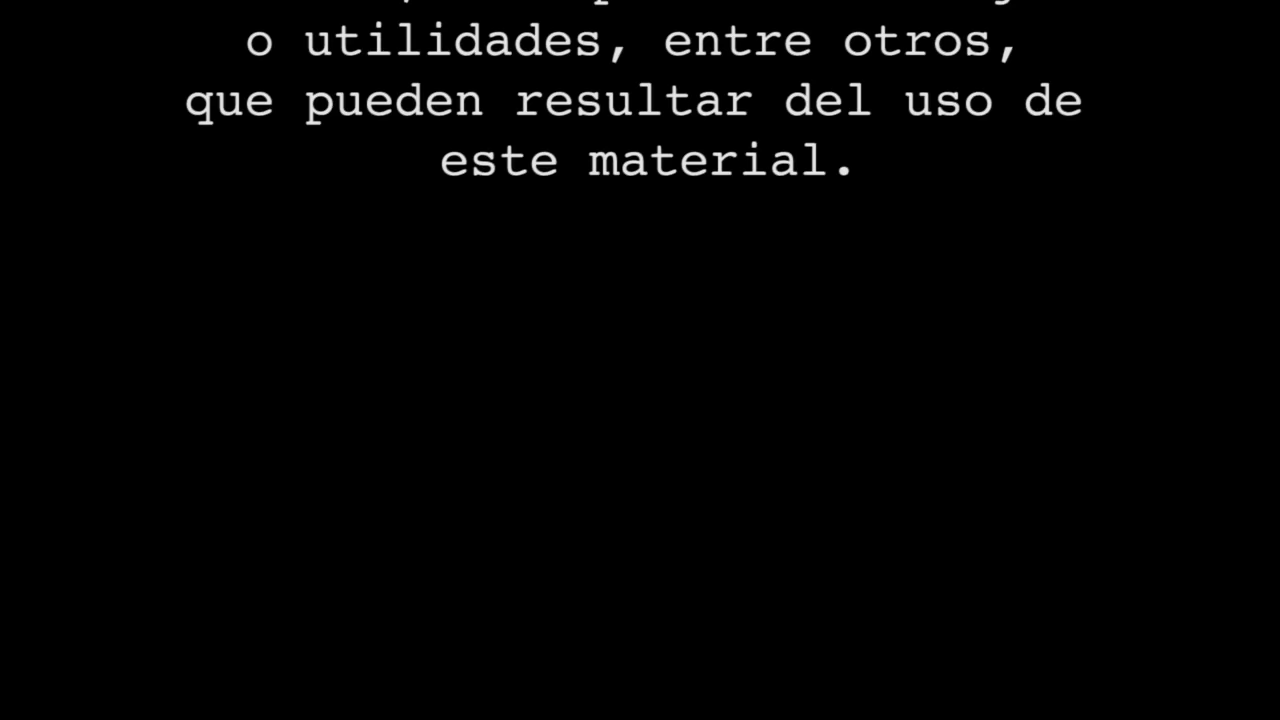 o utilidades, entre otros,
que pueden resultar del uso de
este material.